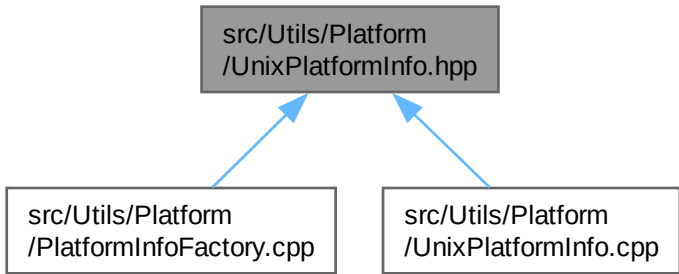 src/Utils/Platform
/UnixPlatformInfo.hpp
src/Utils/Platform
/PlatformInfoFactory.cpp
src/Utils/Platform
/UnixPlatformInfo.cpp